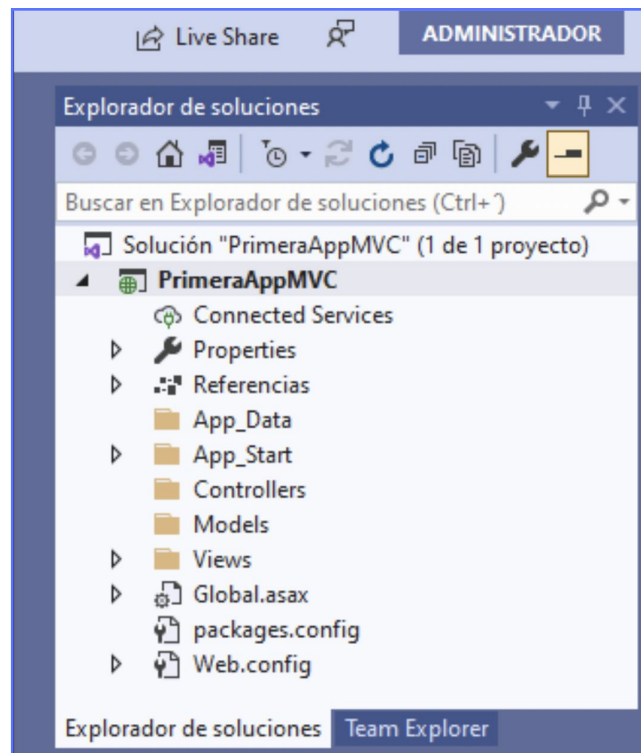 Live Share
ADMINISTRADOR
Explorador de soluciones
Buscar en Explorador de soluciones (Ctrl+´)
Solución "PrimeraAppMVC" (1 de 1 proyecto)
PrimeraAppMVC
Connected Services
Properties
Referencias
App_Data
App_Start
Controllers
Models
Views
Global.asax
packages.config
Web.config
Explorador de soluciones
Team Explorer